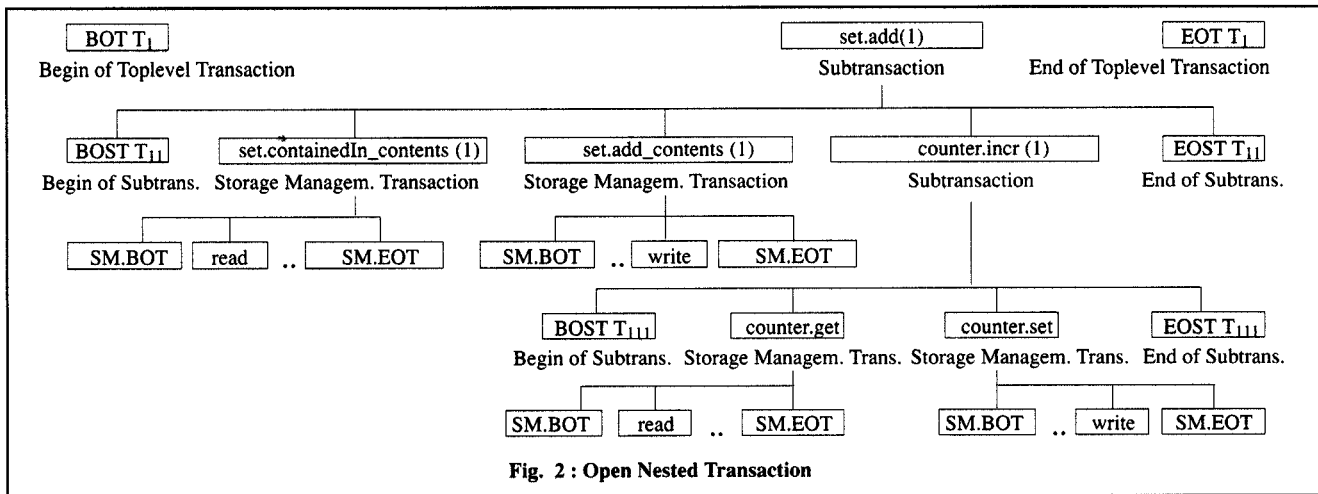 BOT T1 set.add(1) EOT T1
Begin of Toplevel Transaction Subtransaction End of Toplevel Transaction
BOST T11 set.containedIn_contents (1) set.add_contents (1) counter.incr (1) EOST T11
Begin of Subtrans. Storage Managem. Transaction Storage Managem. Transaction Subtransaction End of Subtrans.
SM.BOT read .. SM.EOT SM.BOT .. write SM.EOT
BOST T111 counter.get counter.set EOST T111
Begin of Subtrans. Storage Managem. Trans. Storage Managem. Trans. End of Subtrans.
SM.BOT read .. SM.EOT SM.BOT .. write SM.EOT
Fig. 2 : Open Nested Transaction